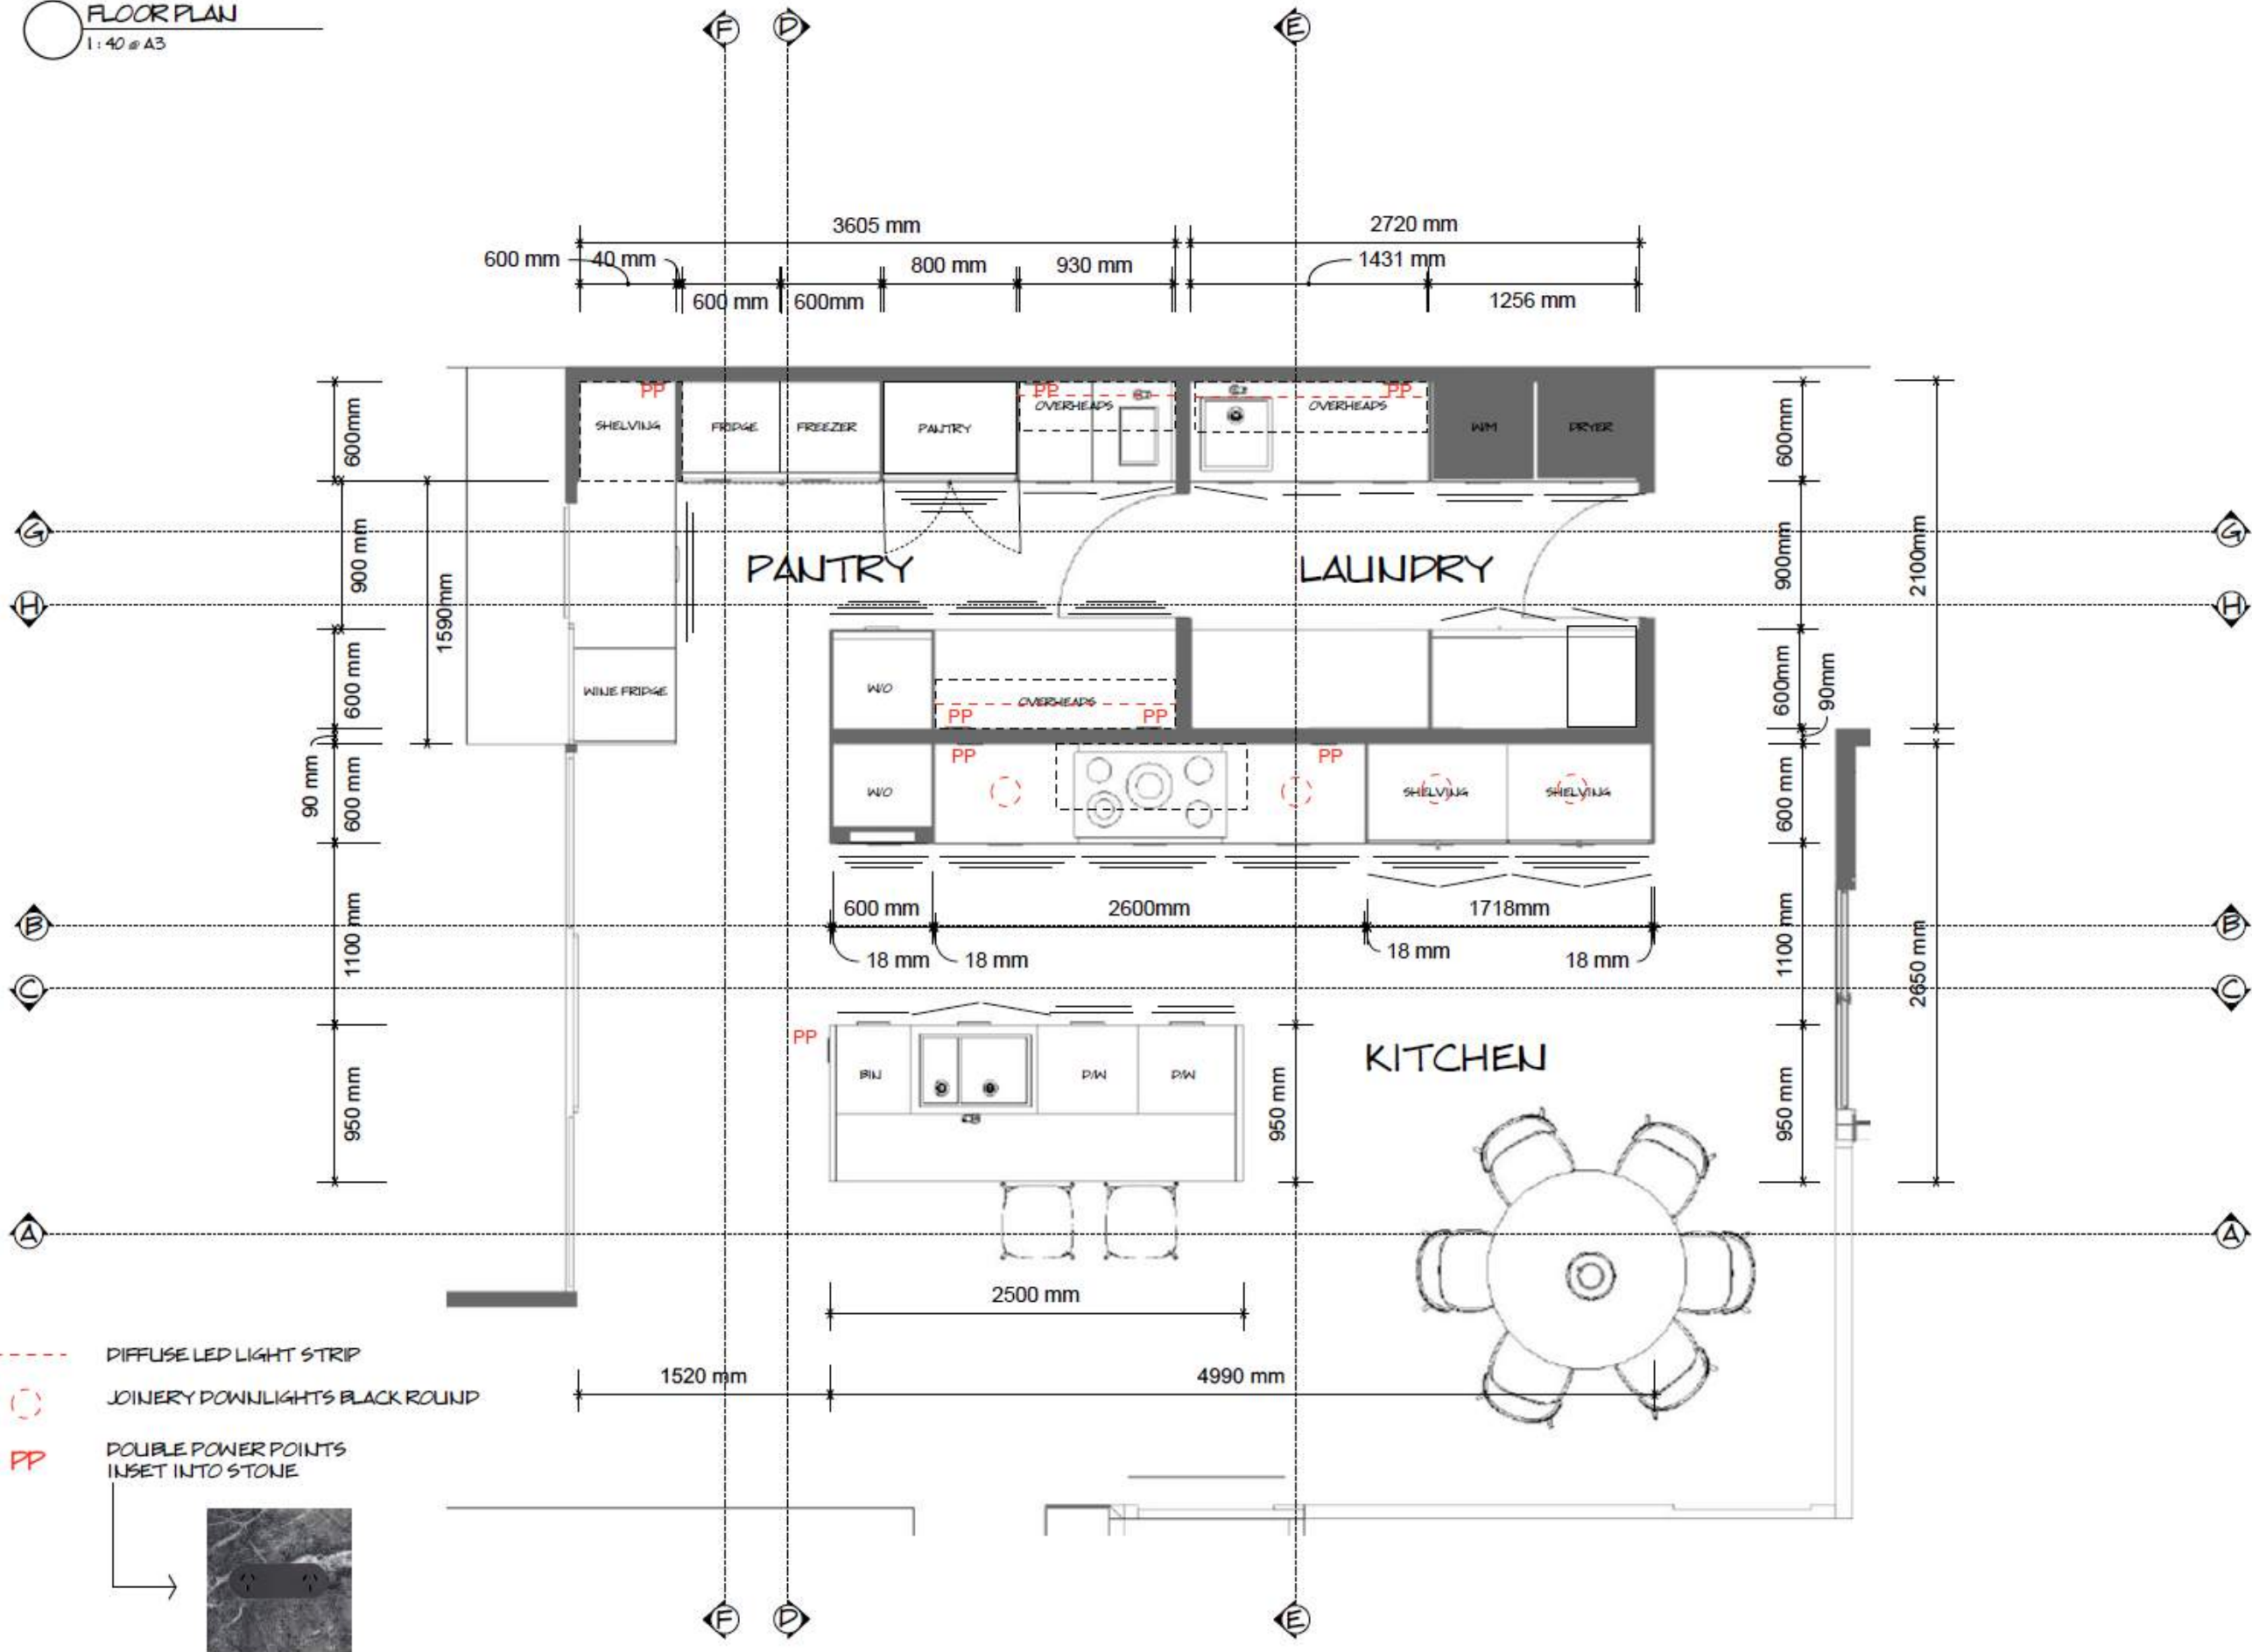 FLOOR PLAN
1 : 40 @ A3
F D E
3605 mm 2720 mm
600 mm 40 mm 800 mm 930 mm 1431 mm
600 mm 600mm 1256 mm
PP PP PP
OVERHEADS OVERHEADS
SHELVING FRIDGE FREEZER PANTRY W/M DRYER
600mm 600mm
G G
900 mm 900mm 2100mm
PANTRY LAUNDRY
H H
1590mm
600 mm WINE FRIDGE W/O OVERHEADS 600mm 90mm
PP PP
PP PP
90 mm 600 mm W/O SHELVING SHELVING 600 mm
600 mm 2600mm 1718mm
B B
1100 mm 1100 mm
18 mm 18 mm 18 mm 18 mm
2650 mm
C C
PP
KITCHEN
BIN D/W D/W
950 mm 950 mm 950 mm
A A
2500 mm
DIFFUSE LED LIGHT STRIP
1520 mm 4990 mm
JOINERY DOWNLIGHTS BLACK ROUND
PP DOUBLE POWER POINTS
INSET INTO STONE
F D E